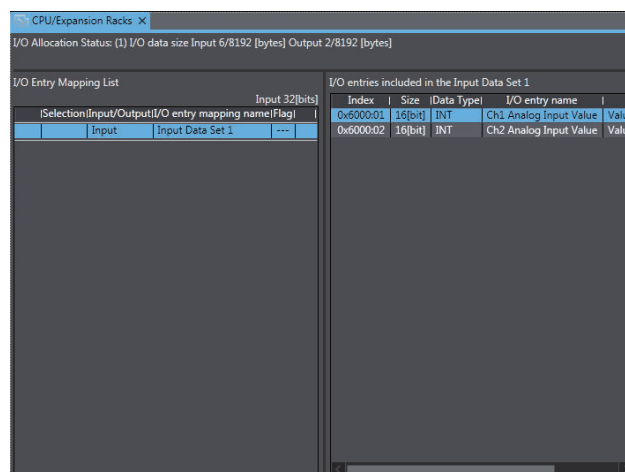 CPU/Expansion Racks ×
I/O Allocation Status: (1) I/O data size Input 6/8192 [bytes] Output 2/8192 [bytes]
I/O Entry Mapping List
Input 32[bits]
Selection Input/Output I/O entry mapping name Flag
Input Input Data Set 1 ---
I/O entries included in the Input Data Set 1
Index Size Data Type I/O entry name
0x6000:01 16[bit] INT Ch1 Analog Input Value
0x6000:02 16[bit] INT Ch2 Analog Input Value